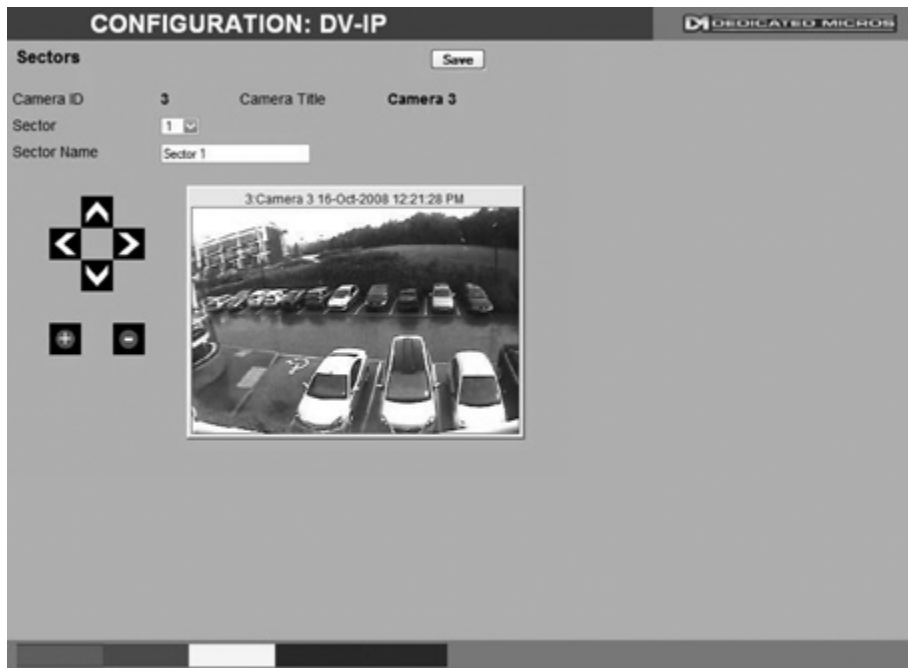 CONFIGURATION: DV-IP
DEDICATED MICROS
Sectors
Save
Camera ID 3 Camera Title Camera 3
Sector 1
Sector Name Sector 1
3:Camera 3 16-Oct-2008 12:21:28 PM